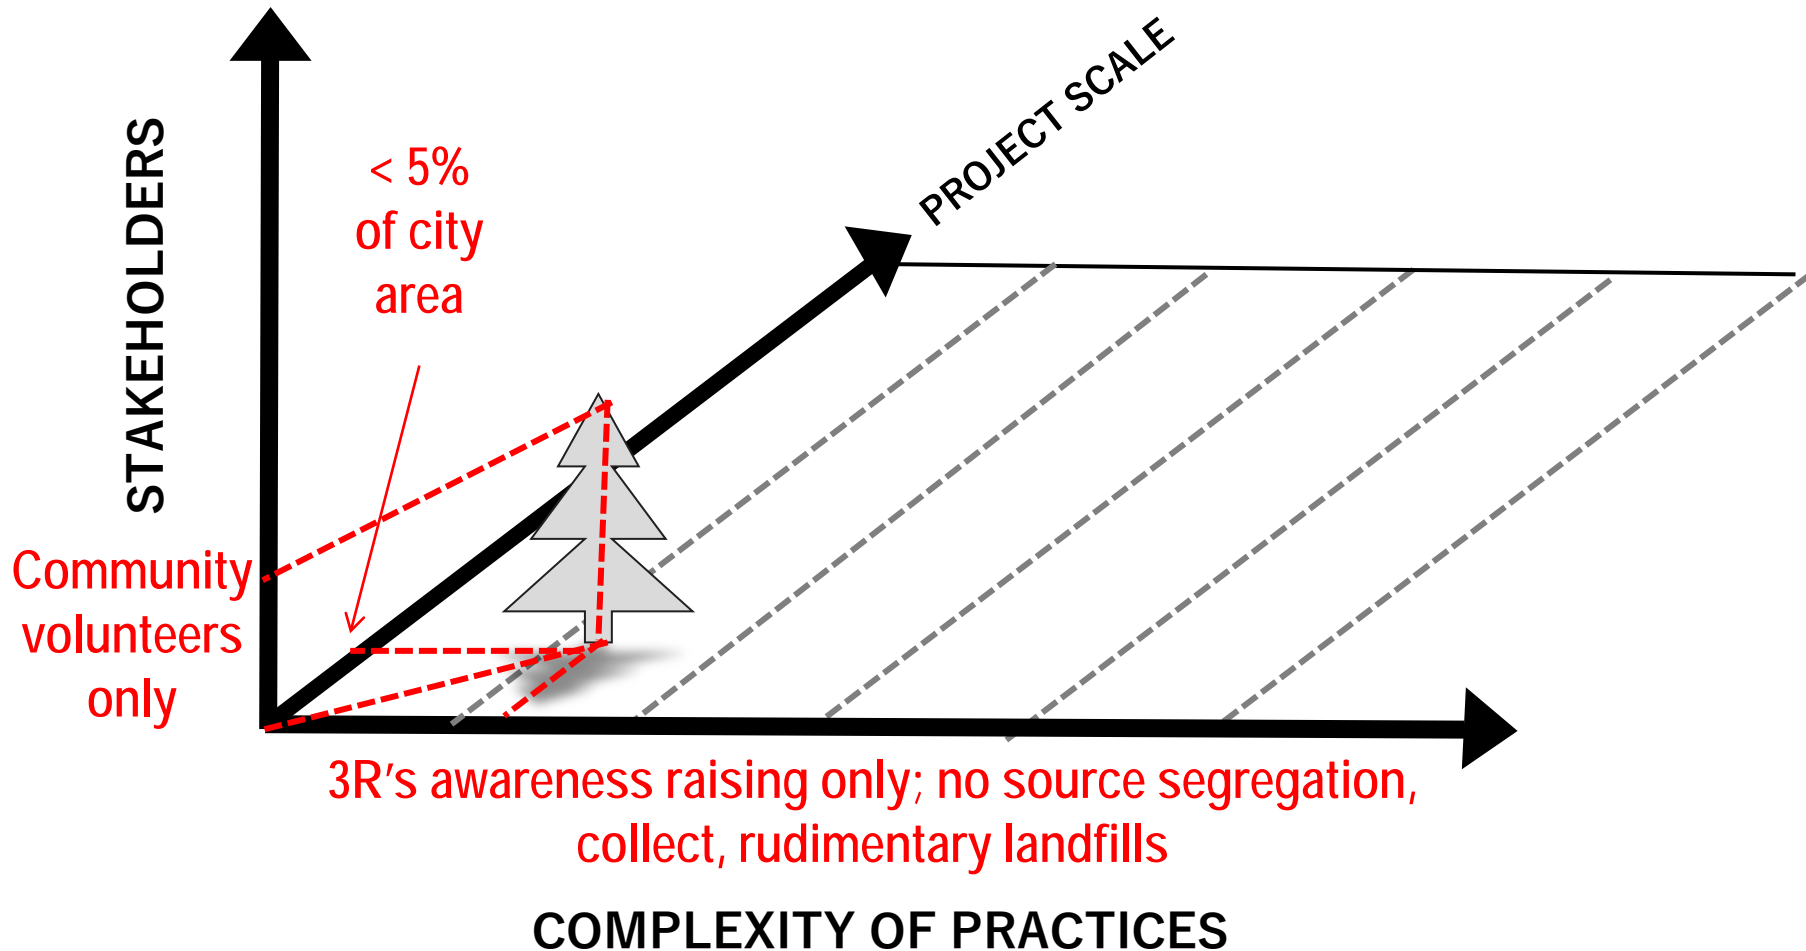 STAKEHOLDERS
< 5%
of city
area
PROJECT SCALE
Community
volunteers
only
3R's awareness raising only; no source segregation,
collect, rudimentary landfills
COMPLEXITY OF PRACTICES